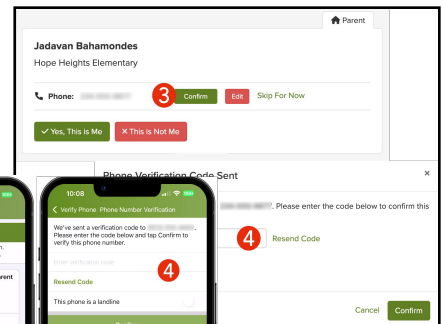 Parent
Jadavan Bahamondes
Hope Heights Elementary
Phone:
3
Confirm
Edit
Skip For Now
✓ Yes, This is Me
× This is Not Me
Phone Verification Code Sent
×
. Please enter the code below to confirm this
4
Resend Code
Cancel
Confirm
10:08
Verify Phone Phone Number Verification
We've sent a verification code to
Please enter the code below and tap Confirm to
verify this phone number.
4
Resend Code
This phone is a landline